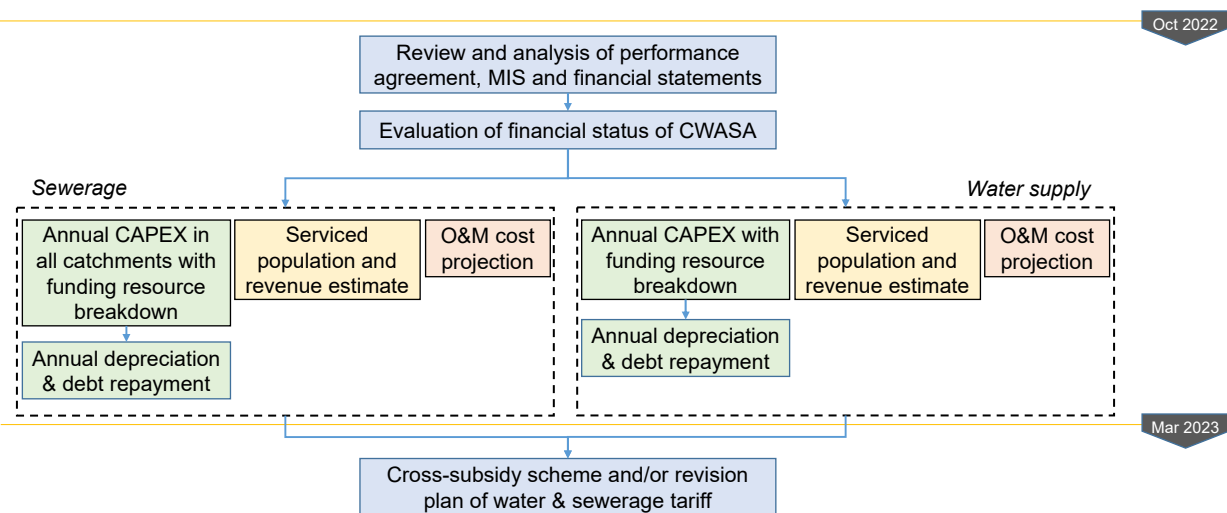 Oct 2022
Review and analysis of performance
agreement, MIS and financial statements
Evaluation of financial status of CWASA
Sewerage
Annual CAPEX in
all catchments with
funding resource
breakdown
Annual depreciation
& debt repayment
Serviced
population and
revenue estimate
O&M cost
projection
Water supply
Annual CAPEX with
funding resource
breakdown
Annual depreciation
& debt repayment
Serviced
population and
revenue estimate
O&M cost
projection
Mar 2023
Cross-subsidy scheme and/or revision
plan of water & sewerage tariff